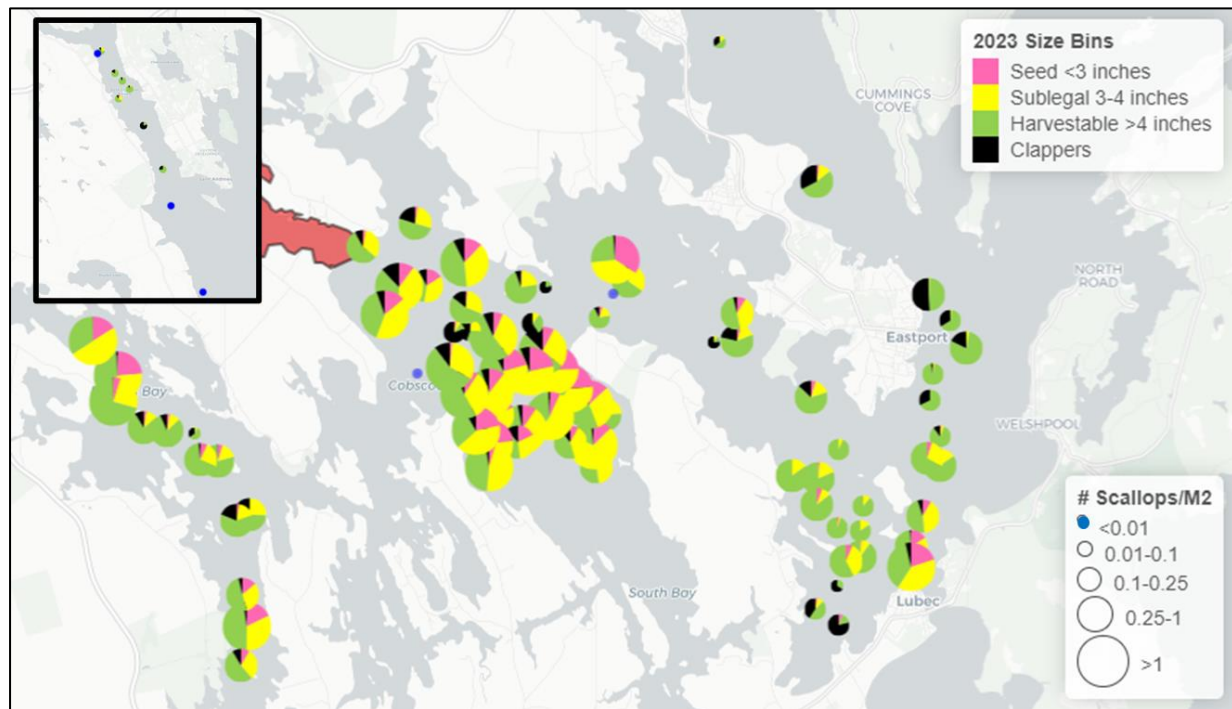 2023 Size Bins
Seed <3 inches
Sublegal 3-4 inches
Harvestable >4 inches
Clappers
CUMMINGS
COVE
NORTH
ROAD
Eastport
Cobsco
Bay
WELSHPOOL
# Scallops/M2
<0.01
0.01-0.1
0.1-0.25
0.25-1
>1
South Bay
Lubec